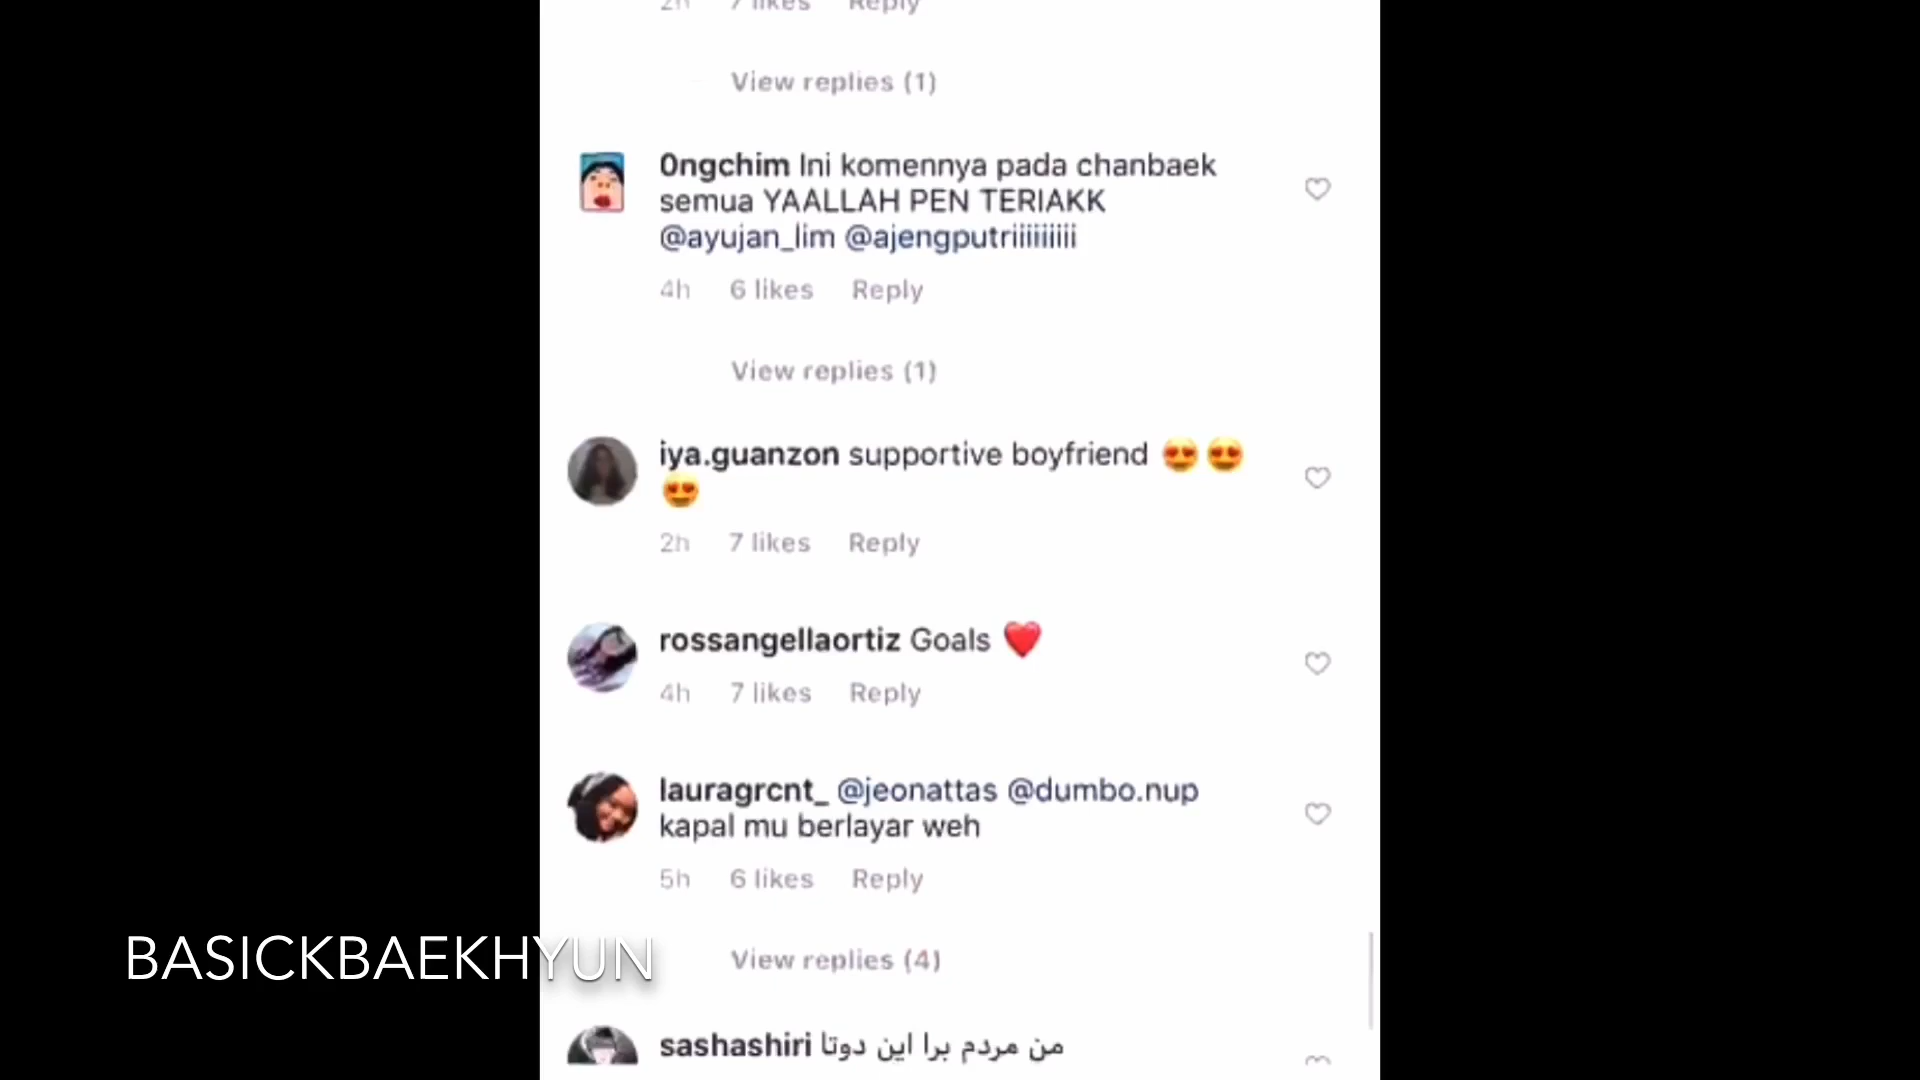 2h 7 likes Reply
View replies (1)
0ngchim Ini komennya pada chanbaek
semua YAALLAH PEN TERIAKK
@ayujan_lim @ajengputriiiiiiiiii
4h 6 likes Reply
View replies (1)
iya.guanzon supportive boyfriend 😍😍
😍
2h 7 likes Reply
rossangellaortiz Goals ❤️
4h 7 likes Reply
lauragrcnt_ @jeonattas @dumbo.nup
kapal mu berlayar weh
5h 6 likes Reply
BASICKBAEKHYUN
View replies (4)
sashashiri من مردم برا این دوتا